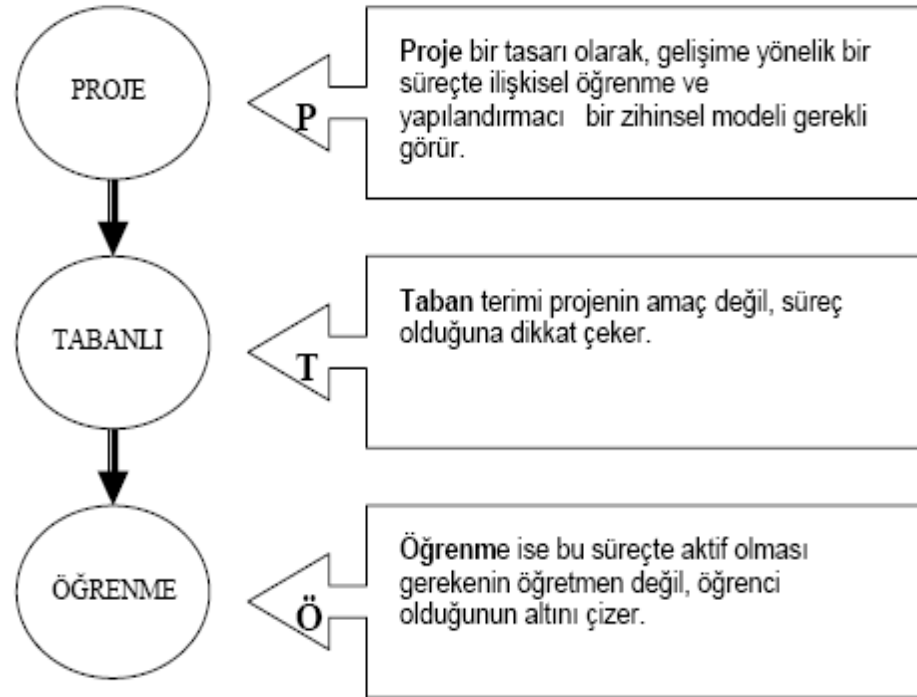 PROJE
P
Proje bir tasarı olarak, gelişime yönelik bir
süreçte ilişkisel öğrenme ve
yapılandırmacı bir zihinsel modeli gerekli
görür.
TABANLI
T
Taban terimi projenin amaç değil, süreç
olduğuna dikkat çeker.
ÖĞRENME
Ö
Öğrenme ise bu süreçte aktif olması
gerekenin öğretmen değil, öğrenci
olduğunun altını çizer.